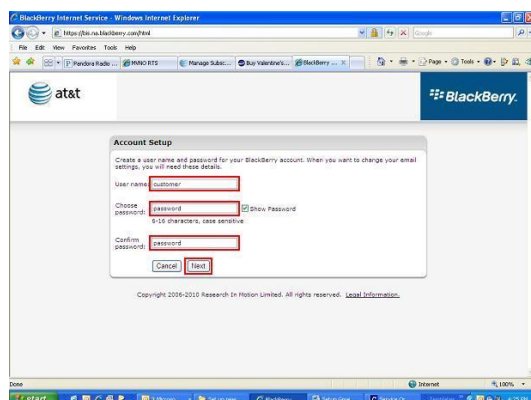 BlackBerry Internet Service - Windows Internet Explorer
https://bis.na.blackberry.com/html
Google
File Edit View Favorites Tools Help
Pandora Radio ... MVNO RTS Manage Subsc... Buy Valentine's... BlackBerry ... Page Tools
at&t
BlackBerry.
Account Setup
Create a user name and password for your BlackBerry account. When you want to change your email
settings, you will need these details.
User name: customer
Choose
password: password Show Password
6-16 characters, case sensitive
Confirm
password: password
Cancel Next
Copyright 2006-2010 Research In Motion Limited. All rights reserved. Legal Information.
Done Internet 100%
start